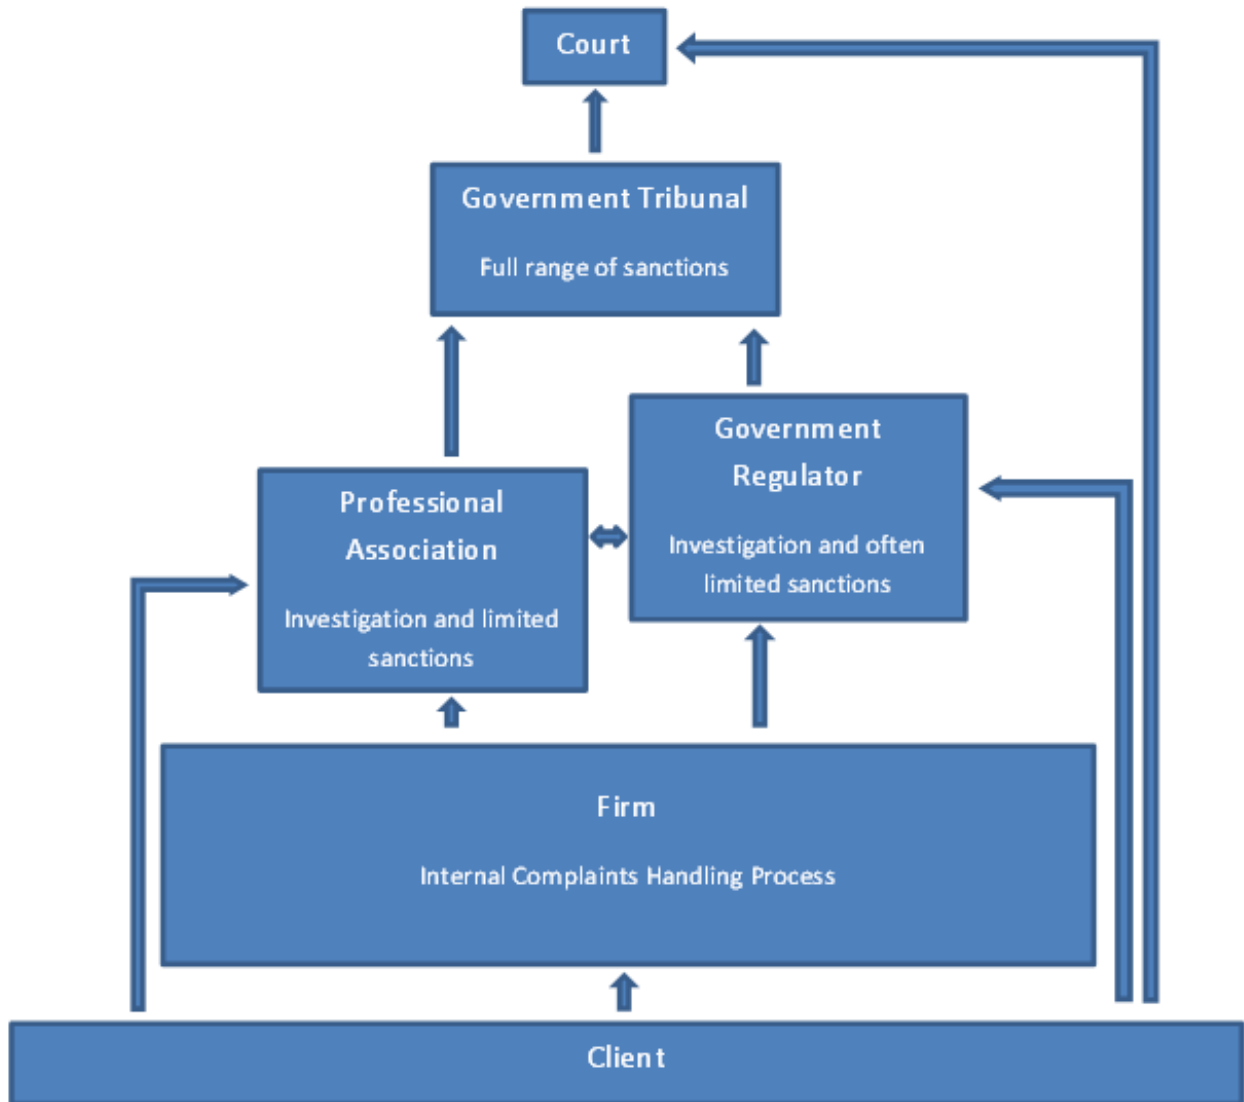 Court
Government Tribunal
Full range of sanctions
Government
Regulator
Investigation and often
limited sanctions
Professional
Association
Investigation and limited
sanctions
Firm
Internal Complaints Handling Process
Client